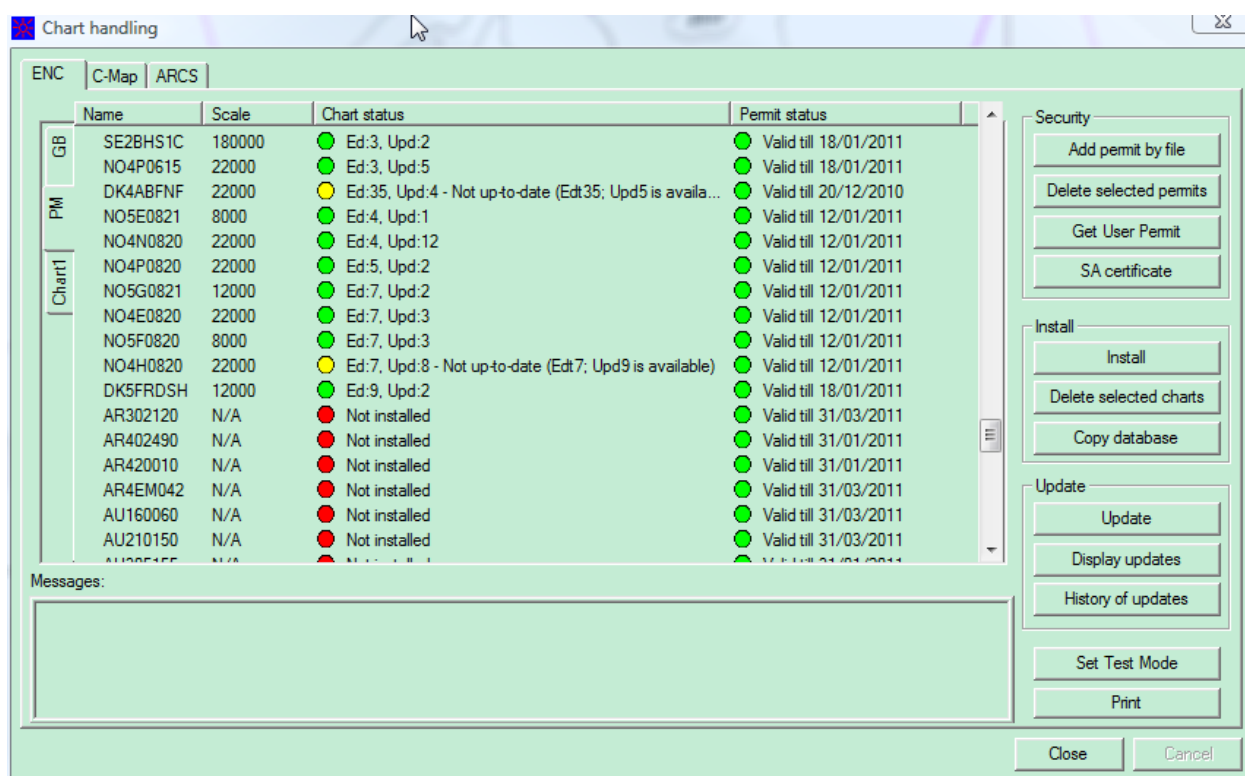 Chart handling
ENC C-Map ARCS
GB
PM
Chart1
Name Scale Chart status Permit status
SE2BHS1C 180000 Ed:3, Upd:2 Valid till 18/01/2011
NO4P0615 22000 Ed:3, Upd:5 Valid till 18/01/2011
DK4ABFNF 22000 Ed:35, Upd:4 - Not up-to-date (Edt35; Upd5 is availa... Valid till 20/12/2010
NO5E0821 8000 Ed:4, Upd:1 Valid till 12/01/2011
NO4N0820 22000 Ed:4, Upd:12 Valid till 12/01/2011
NO4P0820 22000 Ed:5, Upd:2 Valid till 12/01/2011
NO5G0821 12000 Ed:7, Upd:2 Valid till 12/01/2011
NO4E0820 22000 Ed:7, Upd:3 Valid till 12/01/2011
NO5F0820 8000 Ed:7, Upd:3 Valid till 12/01/2011
NO4H0820 22000 Ed:7, Upd:8 - Not up-to-date (Edt7; Upd9 is available) Valid till 12/01/2011
DK5FRDSH 12000 Ed:9, Upd:2 Valid till 18/01/2011
AR302120 N/A Not installed Valid till 31/03/2011
AR402490 N/A Not installed Valid till 31/01/2011
AR420010 N/A Not installed Valid till 31/01/2011
AR4EM042 N/A Not installed Valid till 31/03/2011
AU160060 N/A Not installed Valid till 31/03/2011
AU210150 N/A Not installed Valid till 31/03/2011
Messages:
Security
Add permit by file
Delete selected permits
Get User Permit
SA certificate
Install
Install
Delete selected charts
Copy database
Update
Update
Display updates
History of updates
Set Test Mode
Print
Close Cancel